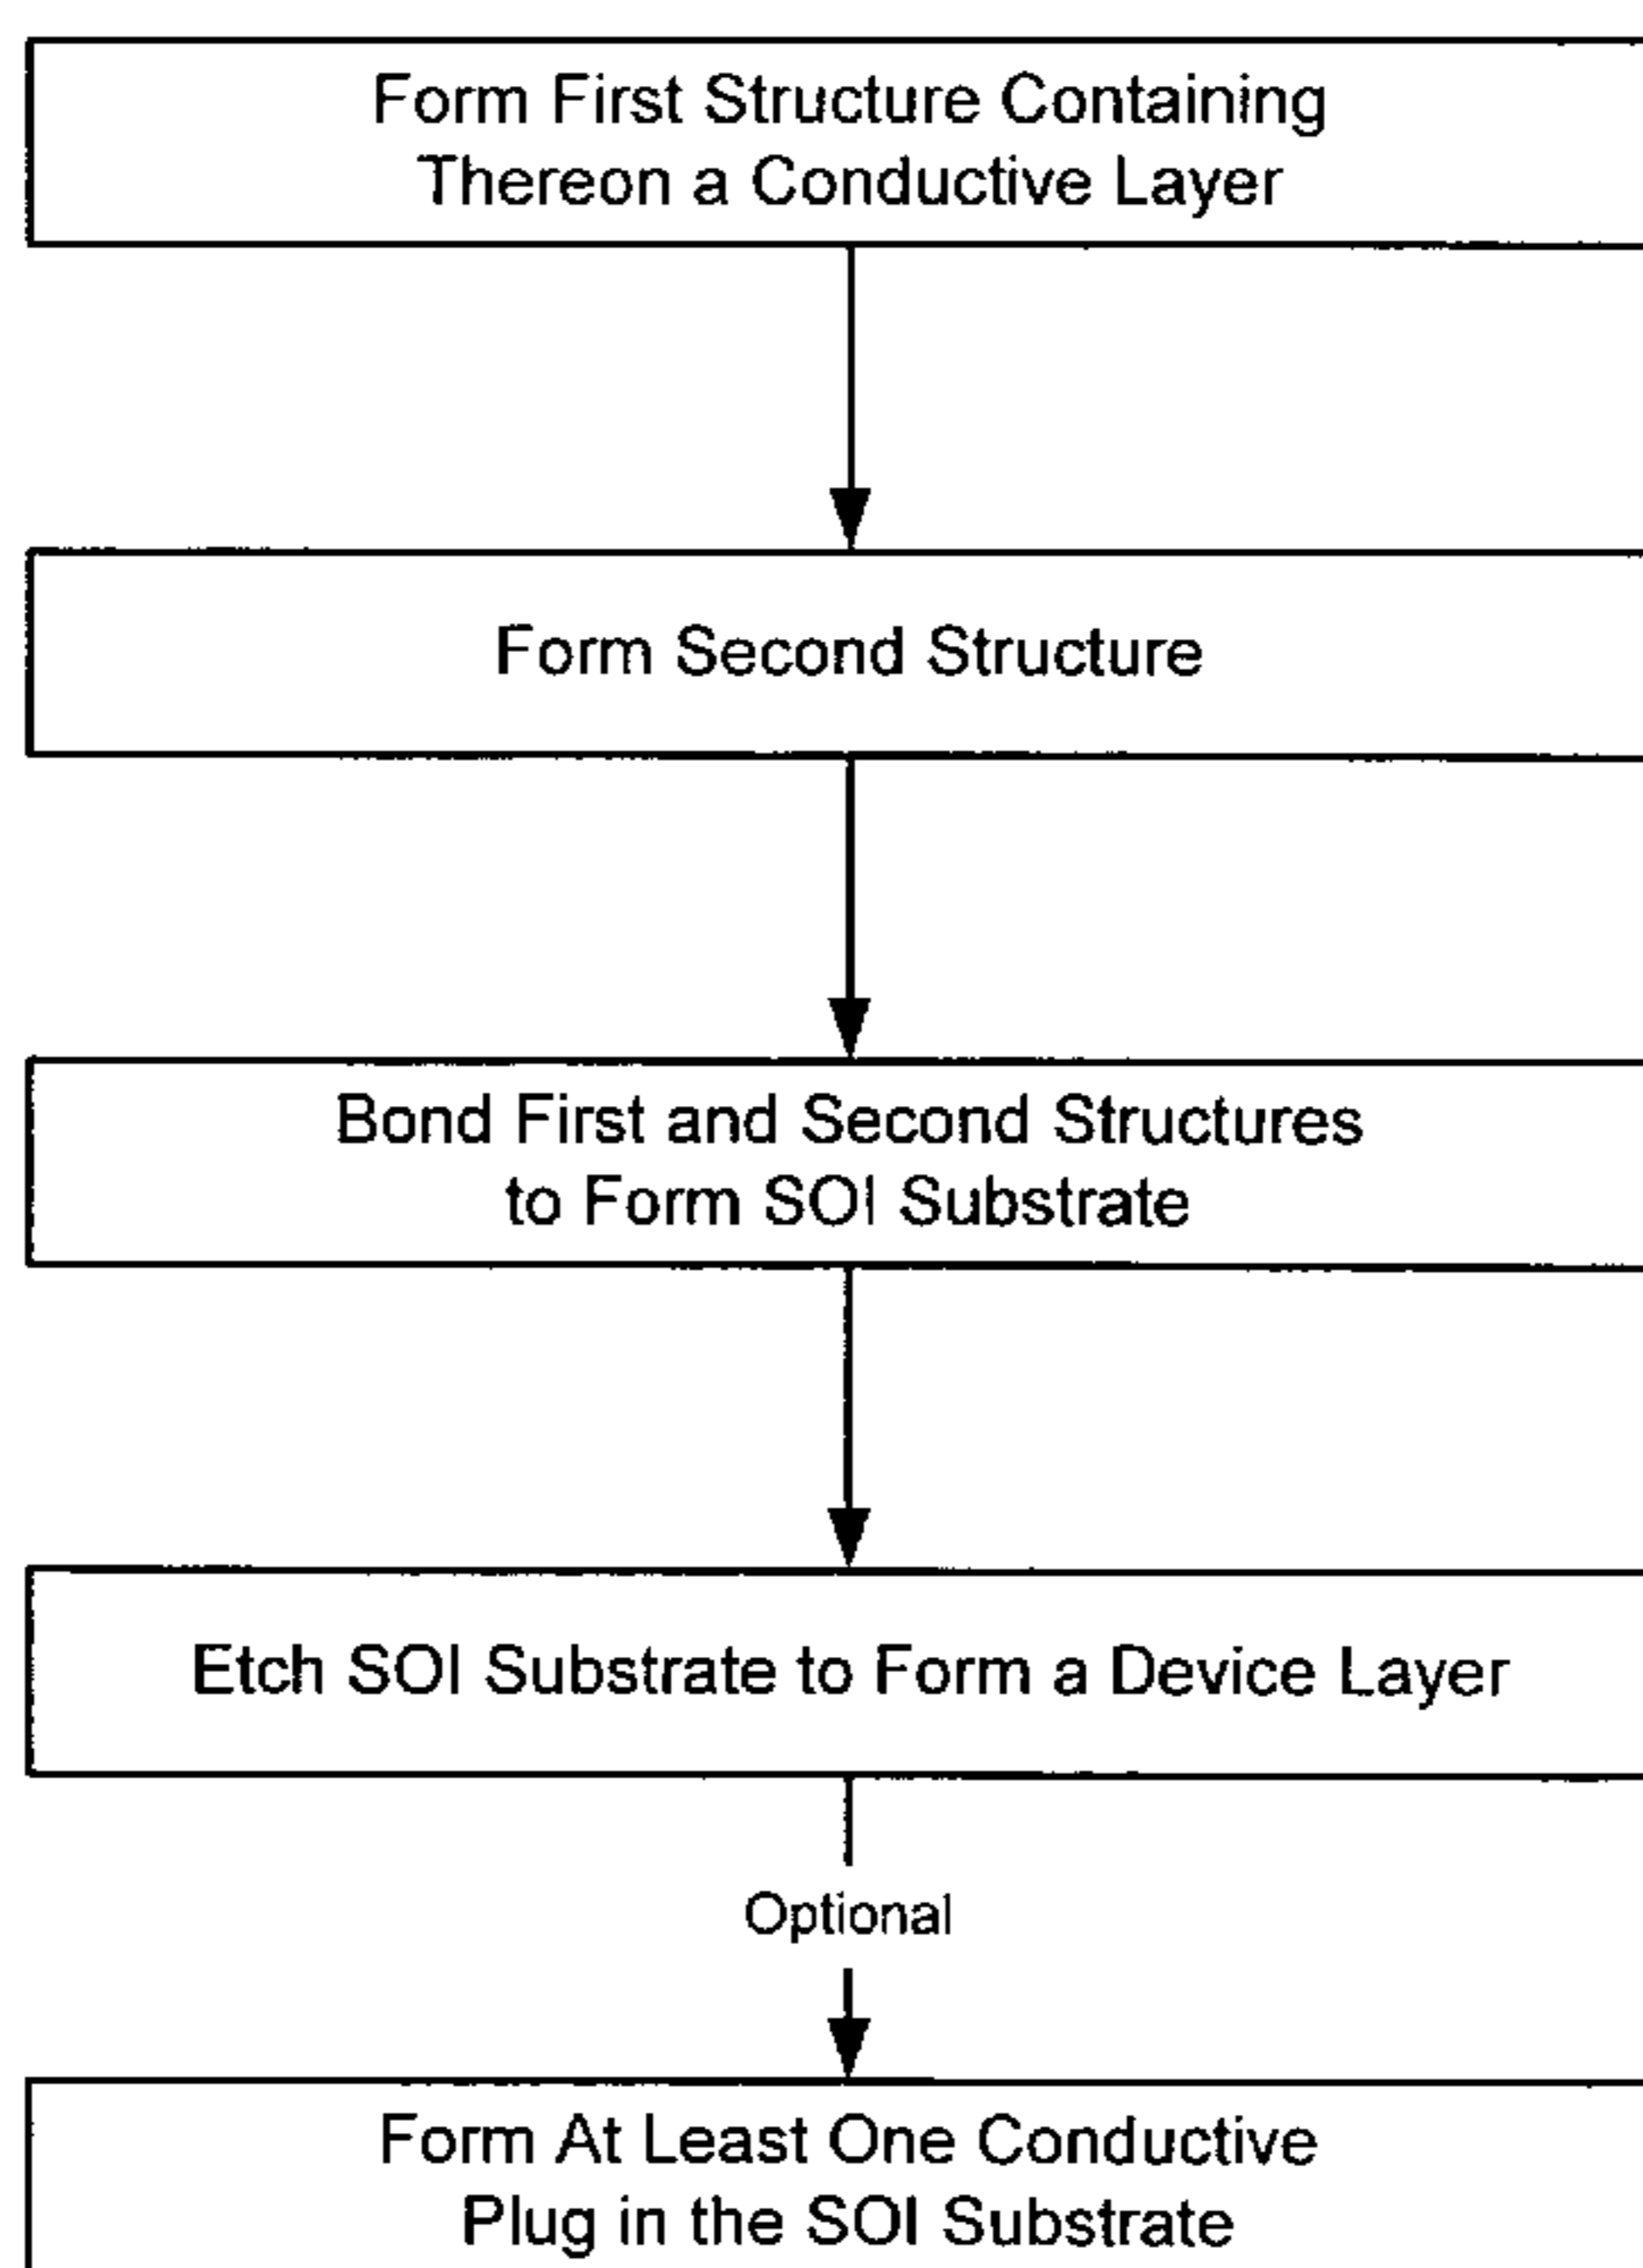 Form First Structure Containing
Thereon a Conductive Layer
Form Second Structure
Bond First and Second Structures
to Form SOI Substrate
Etch SOI Substrate to Form a Device Layer
Optional
Form At Least One Conductive
Plug in the SOI Substrate